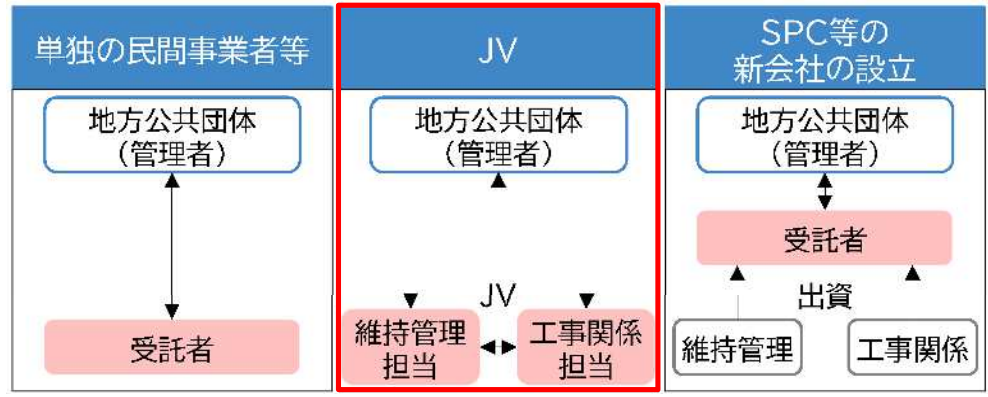 単独の民間事業者等
地方公共団体
（管理者）
受託者
JV
地方公共団体
（管理者）
JV
維持管理
担当
工事関係
担当
SPC等の
新会社の設立
地方公共団体
（管理者）
受託者
出資
維持管理
工事関係